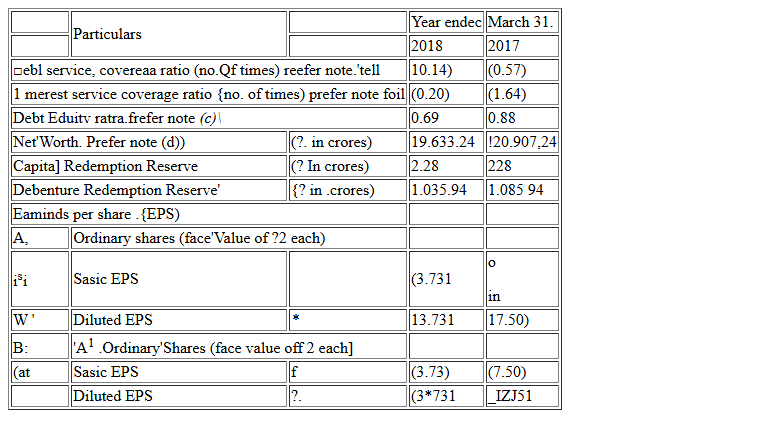 Particulars Year endec March 31.
2018 2017
□ebl service, covereaa ratio (no.Qf times) reefer note.'tell 10.14) (0.57)
1 merest service coverage ratio {no. of times) prefer note foil (0.20) (1.64)
Debt Eduitv ratra.frefer note (c)\ 0.69 0.88
Net'Worth. Prefer note (d)) (?. in crores) 19.633.24 !20.907,24
Capita] Redemption Reserve (? In crores) 2.28 228
Debenture Redemption Reserve' {? in .crores) 1.035.94 1.085 94
Eaminds per share .{EPS)
A, Ordinary shares (face'Value of ?2 each)
i^s i Sasic EPS (3.731 o
in
W ' Diluted EPS * 13.731 17.50)
B: 'A^1 .Ordinary'Shares (face value off 2 each]
(at Sasic EPS f (3.73) (7.50)
Diluted EPS ?. (3*731 _IZJ51